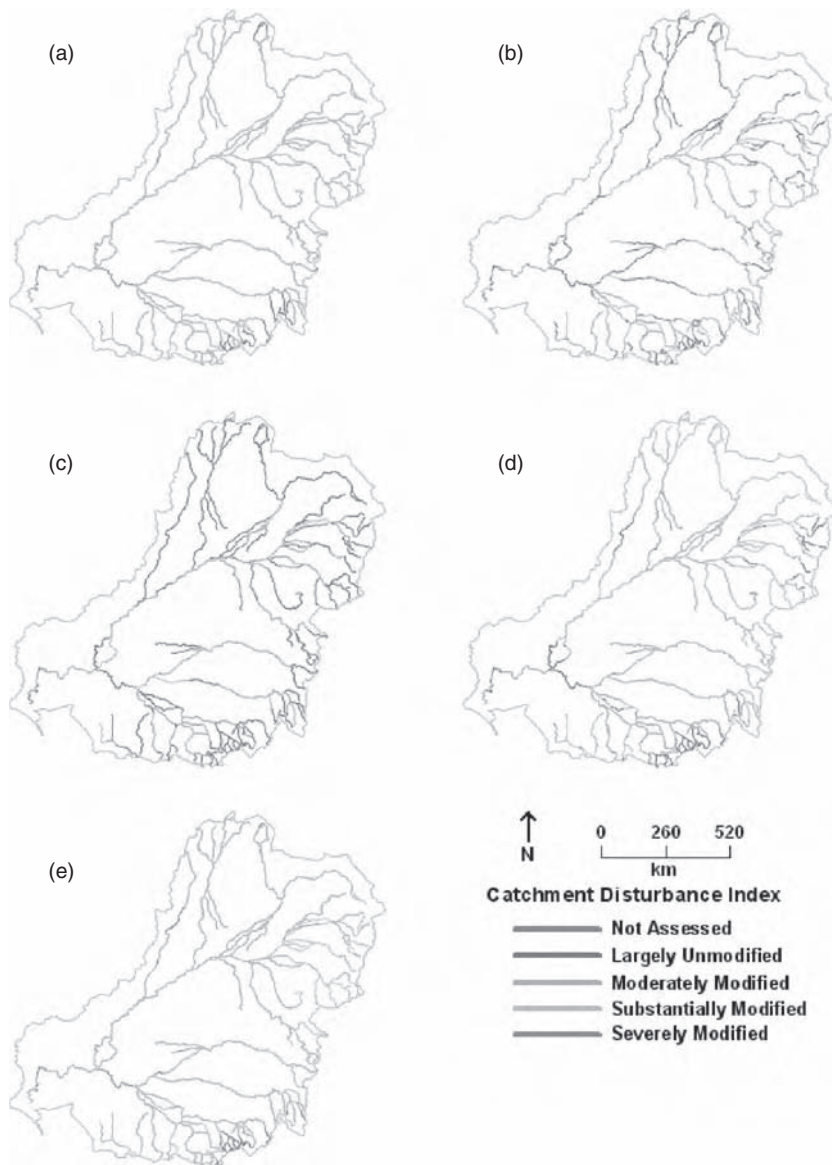 (a)
(b)
(c)
(d)
(e)
N
0 260 520
km
Catchment Disturbance Index
Not Assessed
Largely Unmodified
Moderately Modified
Substantially Modified
Severely Modified